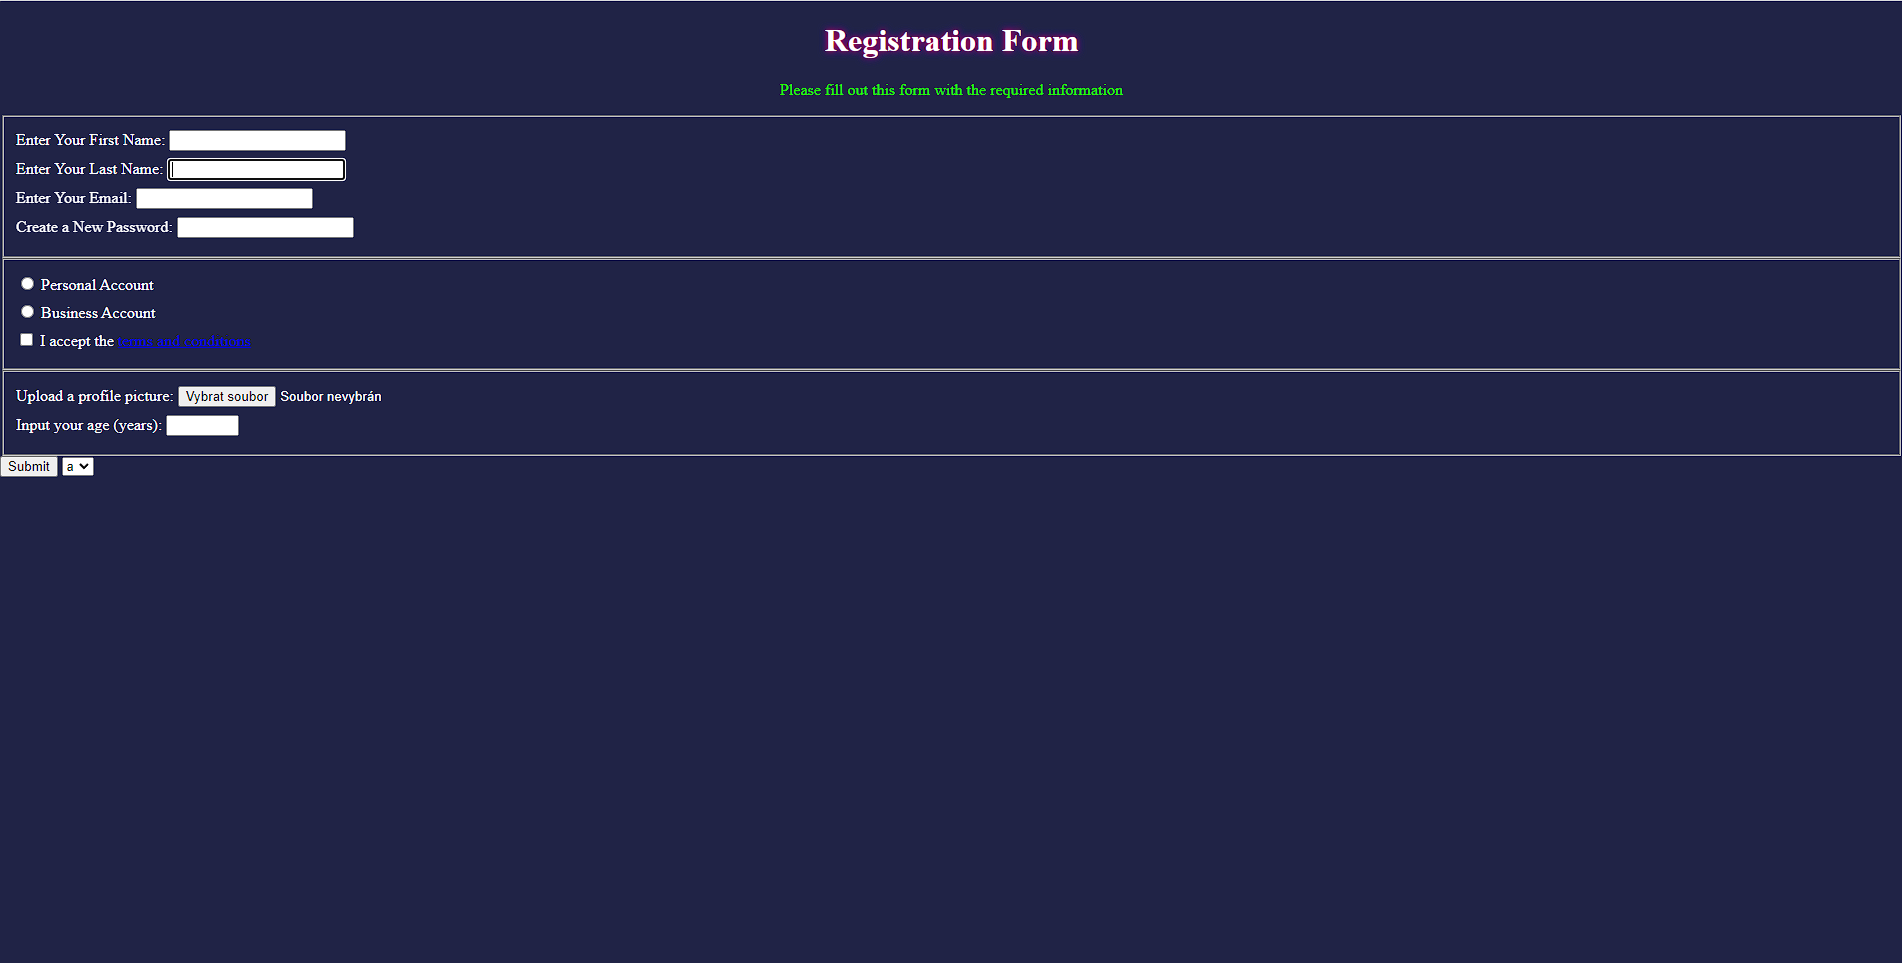 Registration Form
Please fill out this form with the required information
Enter Your First Name:
Enter Your Last Name:
Enter Your Email:
Create a New Password:
Personal Account
Business Account
I accept the terms and conditions
Upload a profile picture: Vybrat soubor Soubor nevybrán
Input your age (years):
Submit a